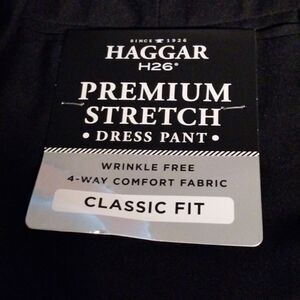 SINCE 1926
HAGGAR
H26®
PREMIUM
STRETCH
• DRESS PANT •
WRINKLE FREE
4-WAY COMFORT FABRIC
CLASSIC FIT